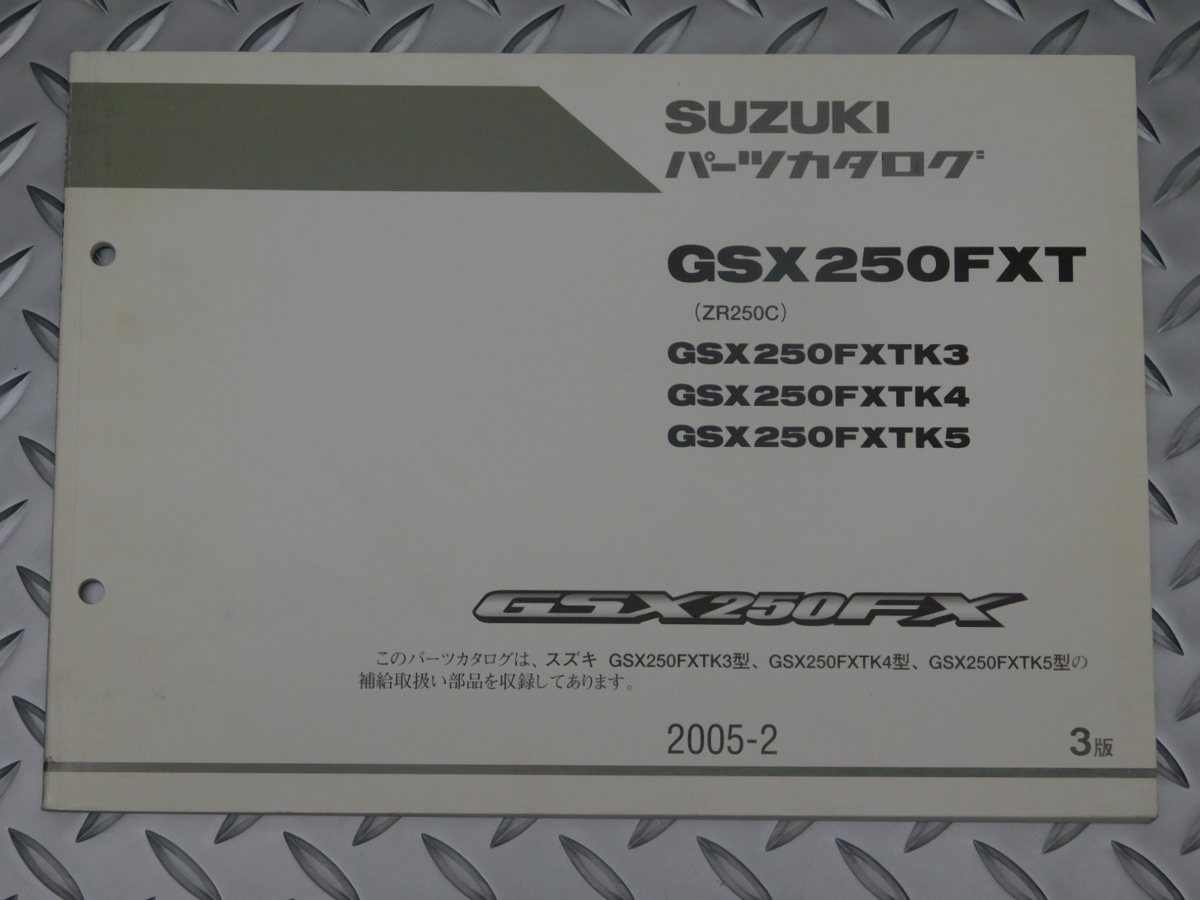 SUZUKI
パーツカタログ
GSX250FXT
（ZR250C）
GSX250FXTK3
GSX250FXTK4
GSX250FXTK5
GSX250FX
このパーツカタログは、スズキ GSX250FXTK3型、GSX250FXTK4型、GSX250FXTK5型の
補給取扱い部品を収録してあります。
2005-2
3版